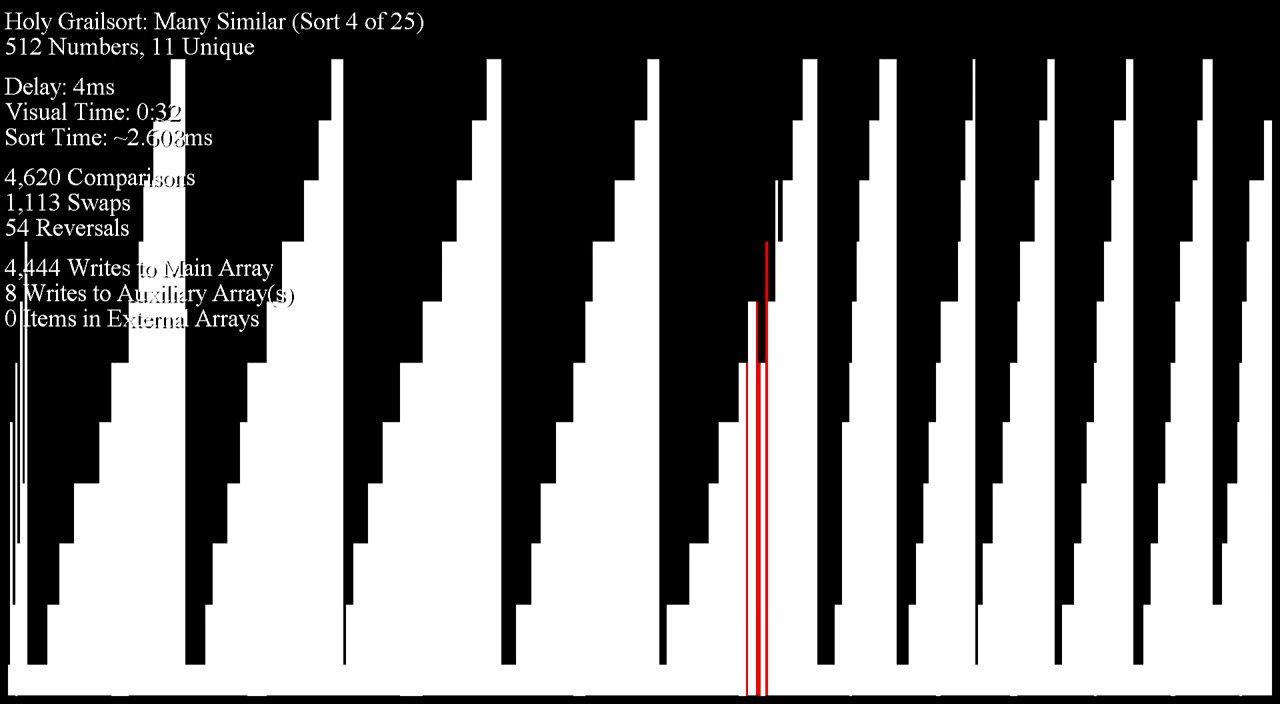 Holy Grailsort: Many Similar (Sort 4 of 25)
512 Numbers, 11 Unique
Delay: 4ms
Visual Time: 0:32
Sort Time: ~2.608ms
4,620 Comparisons
1,113 Swaps
54 Reversals
4,444 Writes to Main Array
8 Writes to Auxiliary Array(s)
0 Items in External Arrays